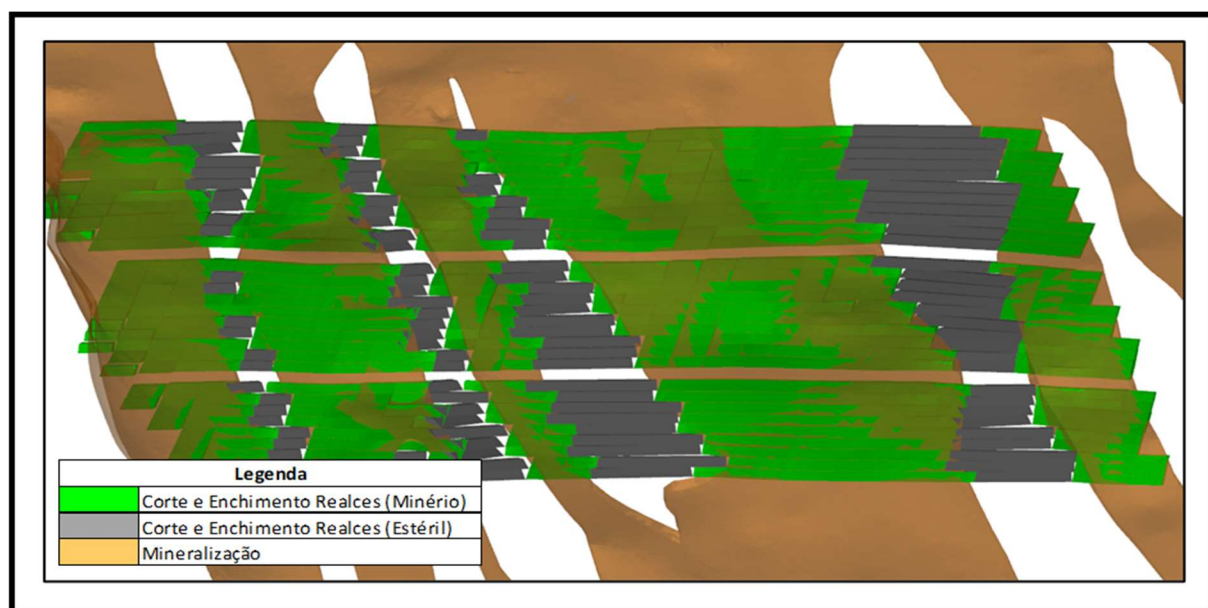 Legenda
Corte e Enchimento Realces (Minério)
Corte e Enchimento Realces (Estéril)
Mineralização